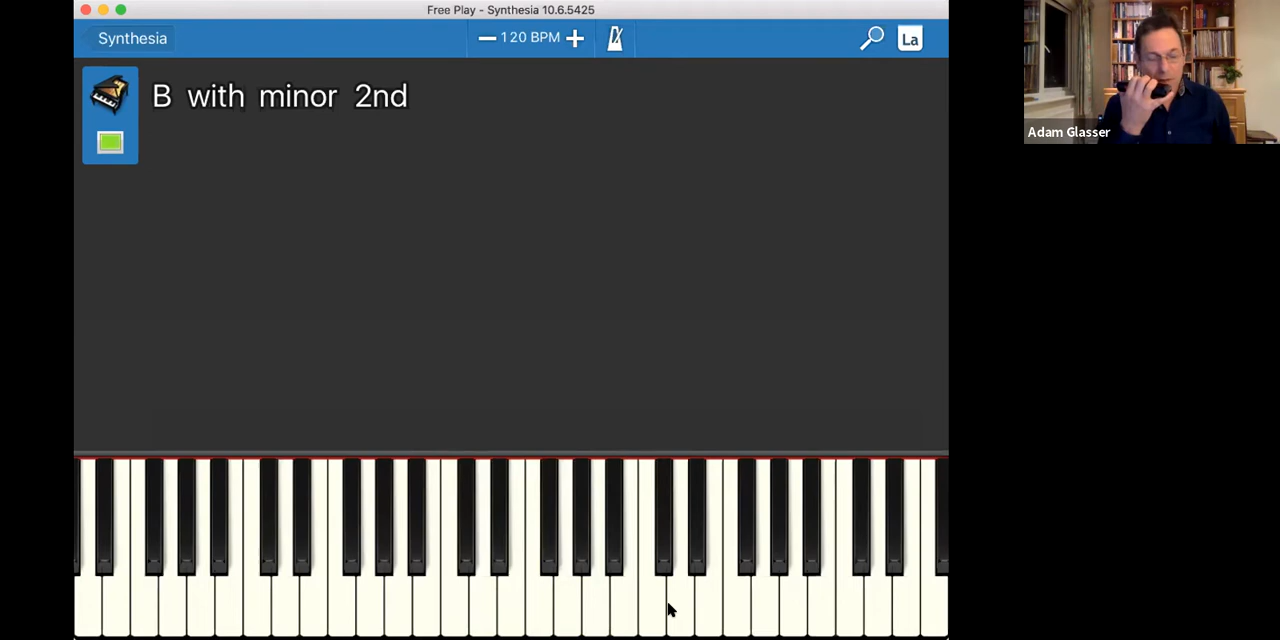 Free Play - Synthesia 10.6.5425
Synthesia
120 BPM
La
B with minor 2nd
Adam Glasser